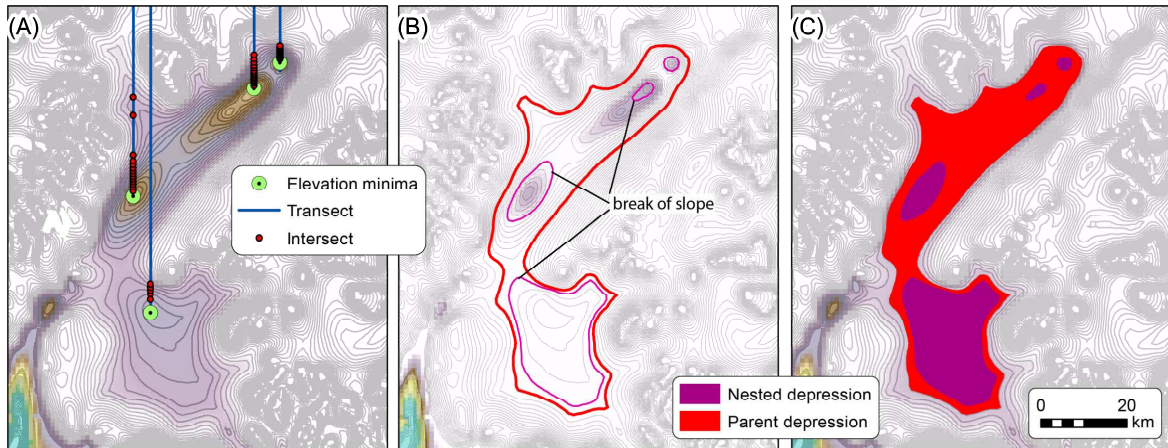 (A)
Elevation minima
Transect
Intersect
(B)
break of slope
Nested depression
Parent depression
(C)
0 20
km